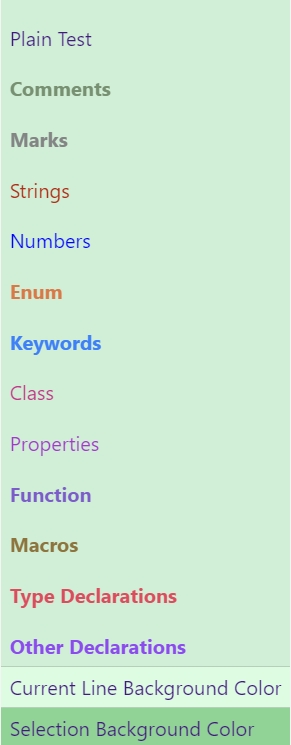 Plain Test
Comments
Marks
Strings
Numbers
Enum
Keywords
Class
Properties
Function
Macros
Type Declarations
Other Declarations
Current Line Background Color
Selection Background Color